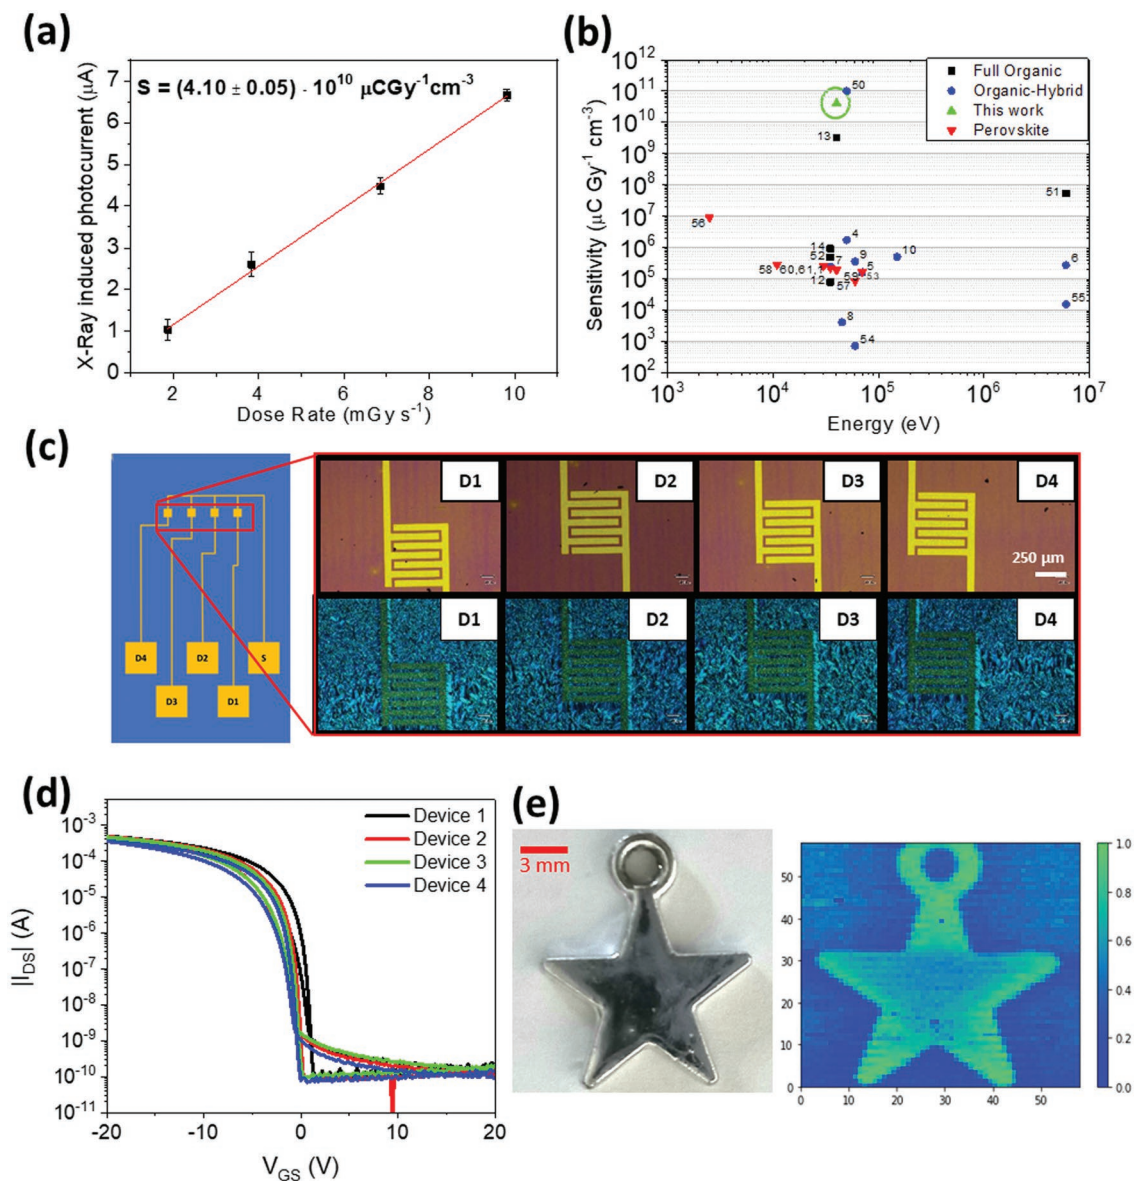 (a)
S = (4.10 ± 0.05) · 10¹⁰ µCGy⁻¹cm⁻³
X-Ray induced photocurrent (µA)
7
6
5
4
3
2
1
0
2 4 6 8 10
Dose Rate (mGy s⁻¹)
(b)
Sensitivity (µC Gy⁻¹ cm⁻³)
10¹²
10¹¹
10¹⁰
10⁹
10⁸
10⁷
10⁶
10⁵
10⁴
10³
10²
Full Organic
Organic-Hybrid
This work
Perovskite
50
13
51
56
4
14
52
9
10
7
5
6
58
60,61,1
59
53
12
57
55
8
54
10³ 10⁴ 10⁵ 10⁶ 10⁷
Energy (eV)
(c)
D4 D2 S
D3 D1
D1 D2 D3 D4
250 µm
D1 D2 D3 D4
(d)
|I_DS| (A)
10⁻³
10⁻⁴
10⁻⁵
10⁻⁶
10⁻⁷
10⁻⁸
10⁻⁹
10⁻¹⁰
10⁻¹¹
Device 1
Device 2
Device 3
Device 4
-20 -10 0 10 20
V_GS (V)
(e)
3 mm
50
40
30
20
10
0
0 10 20 30 40 50
1.0
0.8
0.6
0.4
0.2
0.0